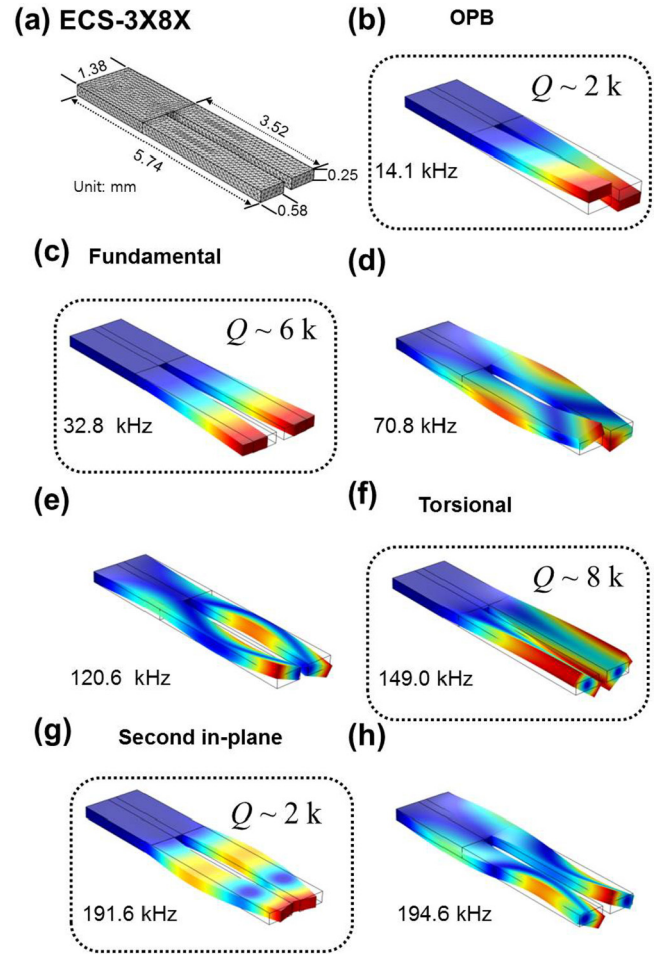 (a) ECS-3X8X
1.38
3.52
5.74
0.25
0.58
Unit: mm
(b) OPB
Q ~ 2 k
14.1 kHz
(c) Fundamental
Q ~ 6 k
32.8 kHz
(d)
70.8 kHz
(e)
120.6 kHz
(f) Torsional
Q ~ 8 k
149.0 kHz
(g) Second in-plane
Q ~ 2 k
191.6 kHz
(h)
194.6 kHz